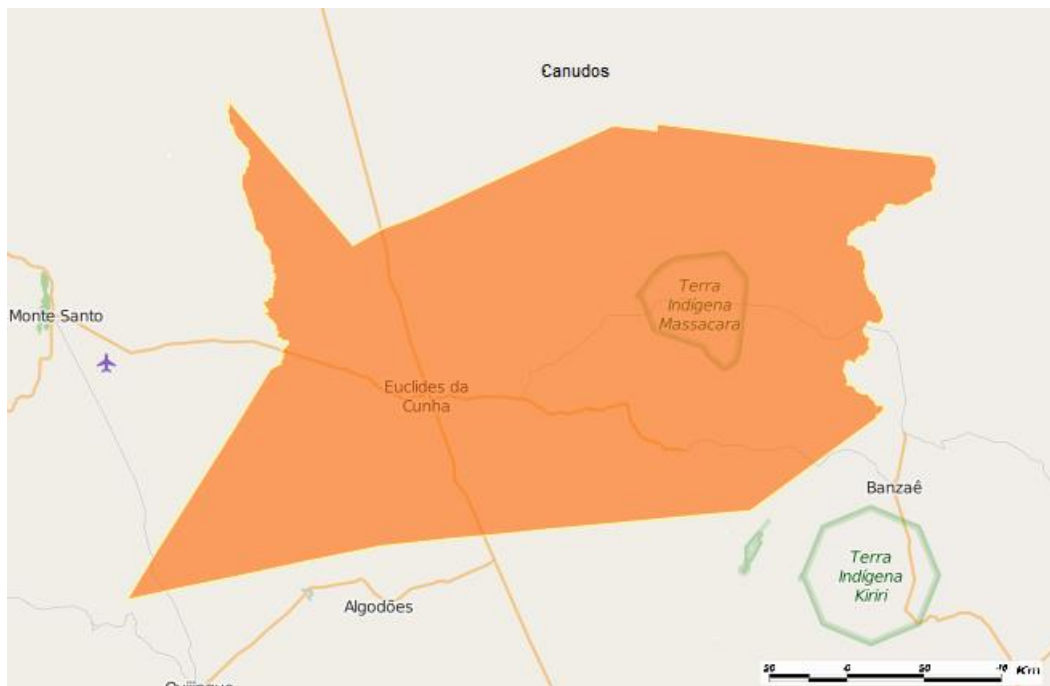 Canudos
Terra
Indígena
Massacara
Monte Santo
Euclides da
Cunha
Banzaê
Terra
Indígena
Kiriri
Algodões
Km